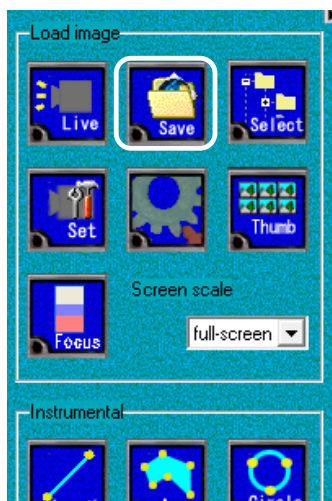 Load image
Live
Save
Select
Set
Thumb
Screen scale
Focus
full-screen
Instrumental